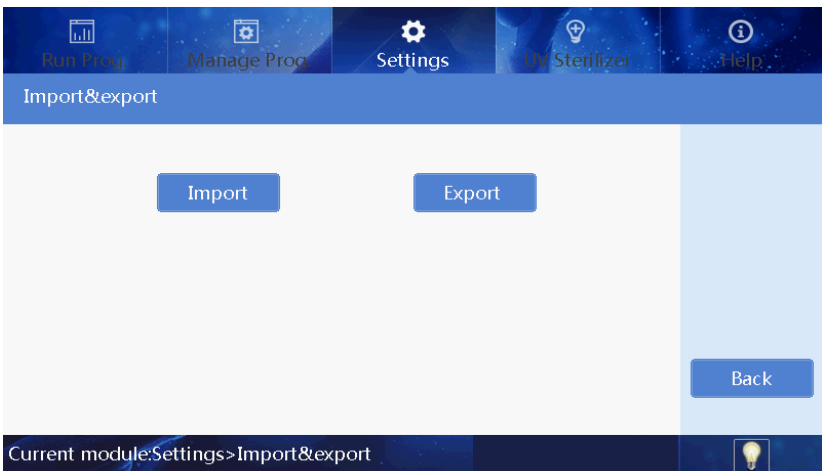 Run Prog.
Manage Prog.
Settings
UV Sterilizer
Help
Import&export
Import
Export
Back
Current module:Settings>Import&export